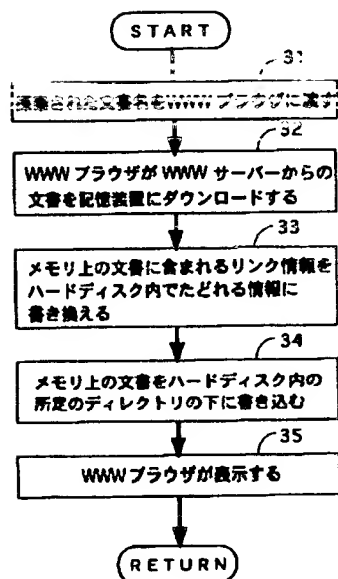 START
31
された文書名をWWWブラウザに渡す
32
WWWブラウザがWWWサーバーからの
文書を記憶装置にダウンロードする
33
メモリ上の文書に含まれるリンク情報を
ハードディスク内でたどれる情報に
書き換える
34
メモリ上の文書をハードディスク内の
所定のディレクトリの下に書き込む
35
WWWブラウザが表示する
RETURN